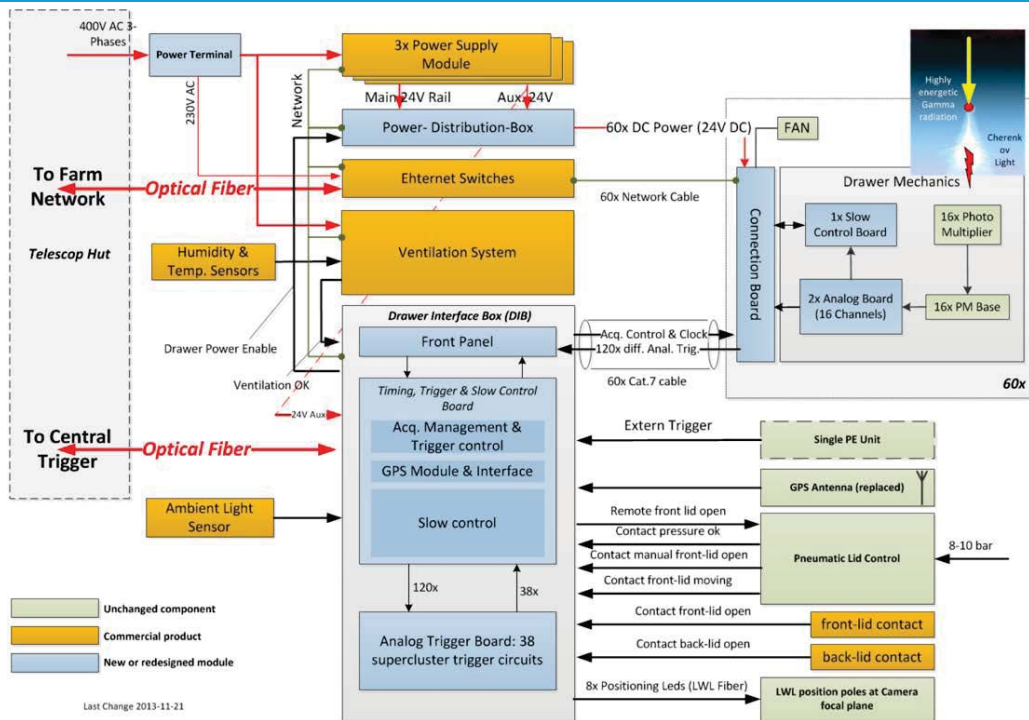 400V AC 3-
Phases
Power Terminal
230V AC
Network
3x Power Supply
Module
Main 24V Rail
Aux. 24V
Power- Distribution-Box
60x DC Power (24V DC)
FAN
Highly
energetic
Gamma
radiation
Cherenk
ov
Light
To Farm
Network
Optical Fiber
Ehternet Switches
60x Network Cable
Drawer Mechanics
Telescop Hut
Humidity &
Temp. Sensors
Ventilation System
Connection Board
1x Slow
Control Board
16x Photo
Multiplier
2x Analog Board
(16 Channels)
16x PM Base
60x
Drawer Interface Box (DIB)
Front Panel
Acq. Control & Clock
120x diff. Anal. Trig.
60x Cat.7 cable
Drawer Power Enable
Ventilation OK
24V Aux
Timing, Trigger & Slow Control
Board
Acq. Management &
Trigger control
GPS Module & Interface
Slow control
To Central
Trigger
Optical Fiber
Ambient Light
Sensor
120x
38x
Analog Trigger Board: 38
supercluster trigger circuits
Extern Trigger
Single PE Unit
GPS Antenna (replaced)
Remote front lid open
Contact pressure ok
Contact manual front-lid open
Contact front-lid moving
Pneumatic Lid Control
8-10 bar
Contact front-lid open
front-lid contact
Contact back-lid open
back-lid contact
8x Positioning Leds (LWL Fiber)
LWL position poles at Camera
focal plane
Unchanged component
Commercial product
New or redesigned module
Last Change 2013-11-21